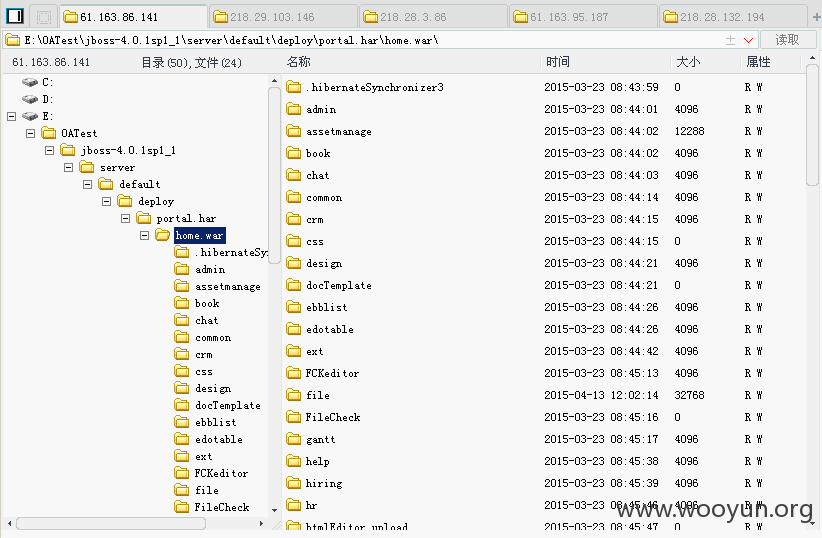 61.163.86.141 218.29.103.146 218.28.3.86 61.163.95.187 218.28.132.194
E:\OATest\jboss-4.0.1sp1_1\server\default\deploy\portal.har\home.war\ 读取
61.163.86.141 目录(50),文件(24) 名称 时间 大小 属性
C:
D:
E:
OATest
jboss-4.0.1sp1_1
server
default
deploy
portal.har
home.war
.hibernateSy
admin
assetmanage
book
chat
common
crm
css
design
docTemplate
ebblist
edotable
ext
FCKeditor
file
FileCheck
.hibernateSynchronizer3 2015-03-23 08:43:59 0 R W
admin 2015-03-23 08:44:01 4096 R W
assetmanage 2015-03-23 08:44:02 12288 R W
book 2015-03-23 08:44:02 4096 R W
chat 2015-03-23 08:44:03 4096 R W
common 2015-03-23 08:44:14 4096 R W
crm 2015-03-23 08:44:15 4096 R W
css 2015-03-23 08:44:15 0 R W
design 2015-03-23 08:44:21 4096 R W
docTemplate 2015-03-23 08:44:21 0 R W
ebblist 2015-03-23 08:44:26 4096 R W
edotable 2015-03-23 08:44:26 4096 R W
ext 2015-03-23 08:44:42 4096 R W
FCKeditor 2015-03-23 08:45:13 4096 R W
file 2015-04-13 12:02:14 32768 R W
FileCheck 2015-03-23 08:45:16 0 R W
gantt 2015-03-23 08:45:17 4096 R W
help 2015-03-23 08:45:38 4096 R W
hiring 2015-03-23 08:45:39 4096 R W
hr 2015-03-23 08:45:46 4096 R W
htmlEditor_upload 2015-03-23 08:45:47 0 R W
www.wooyun.org